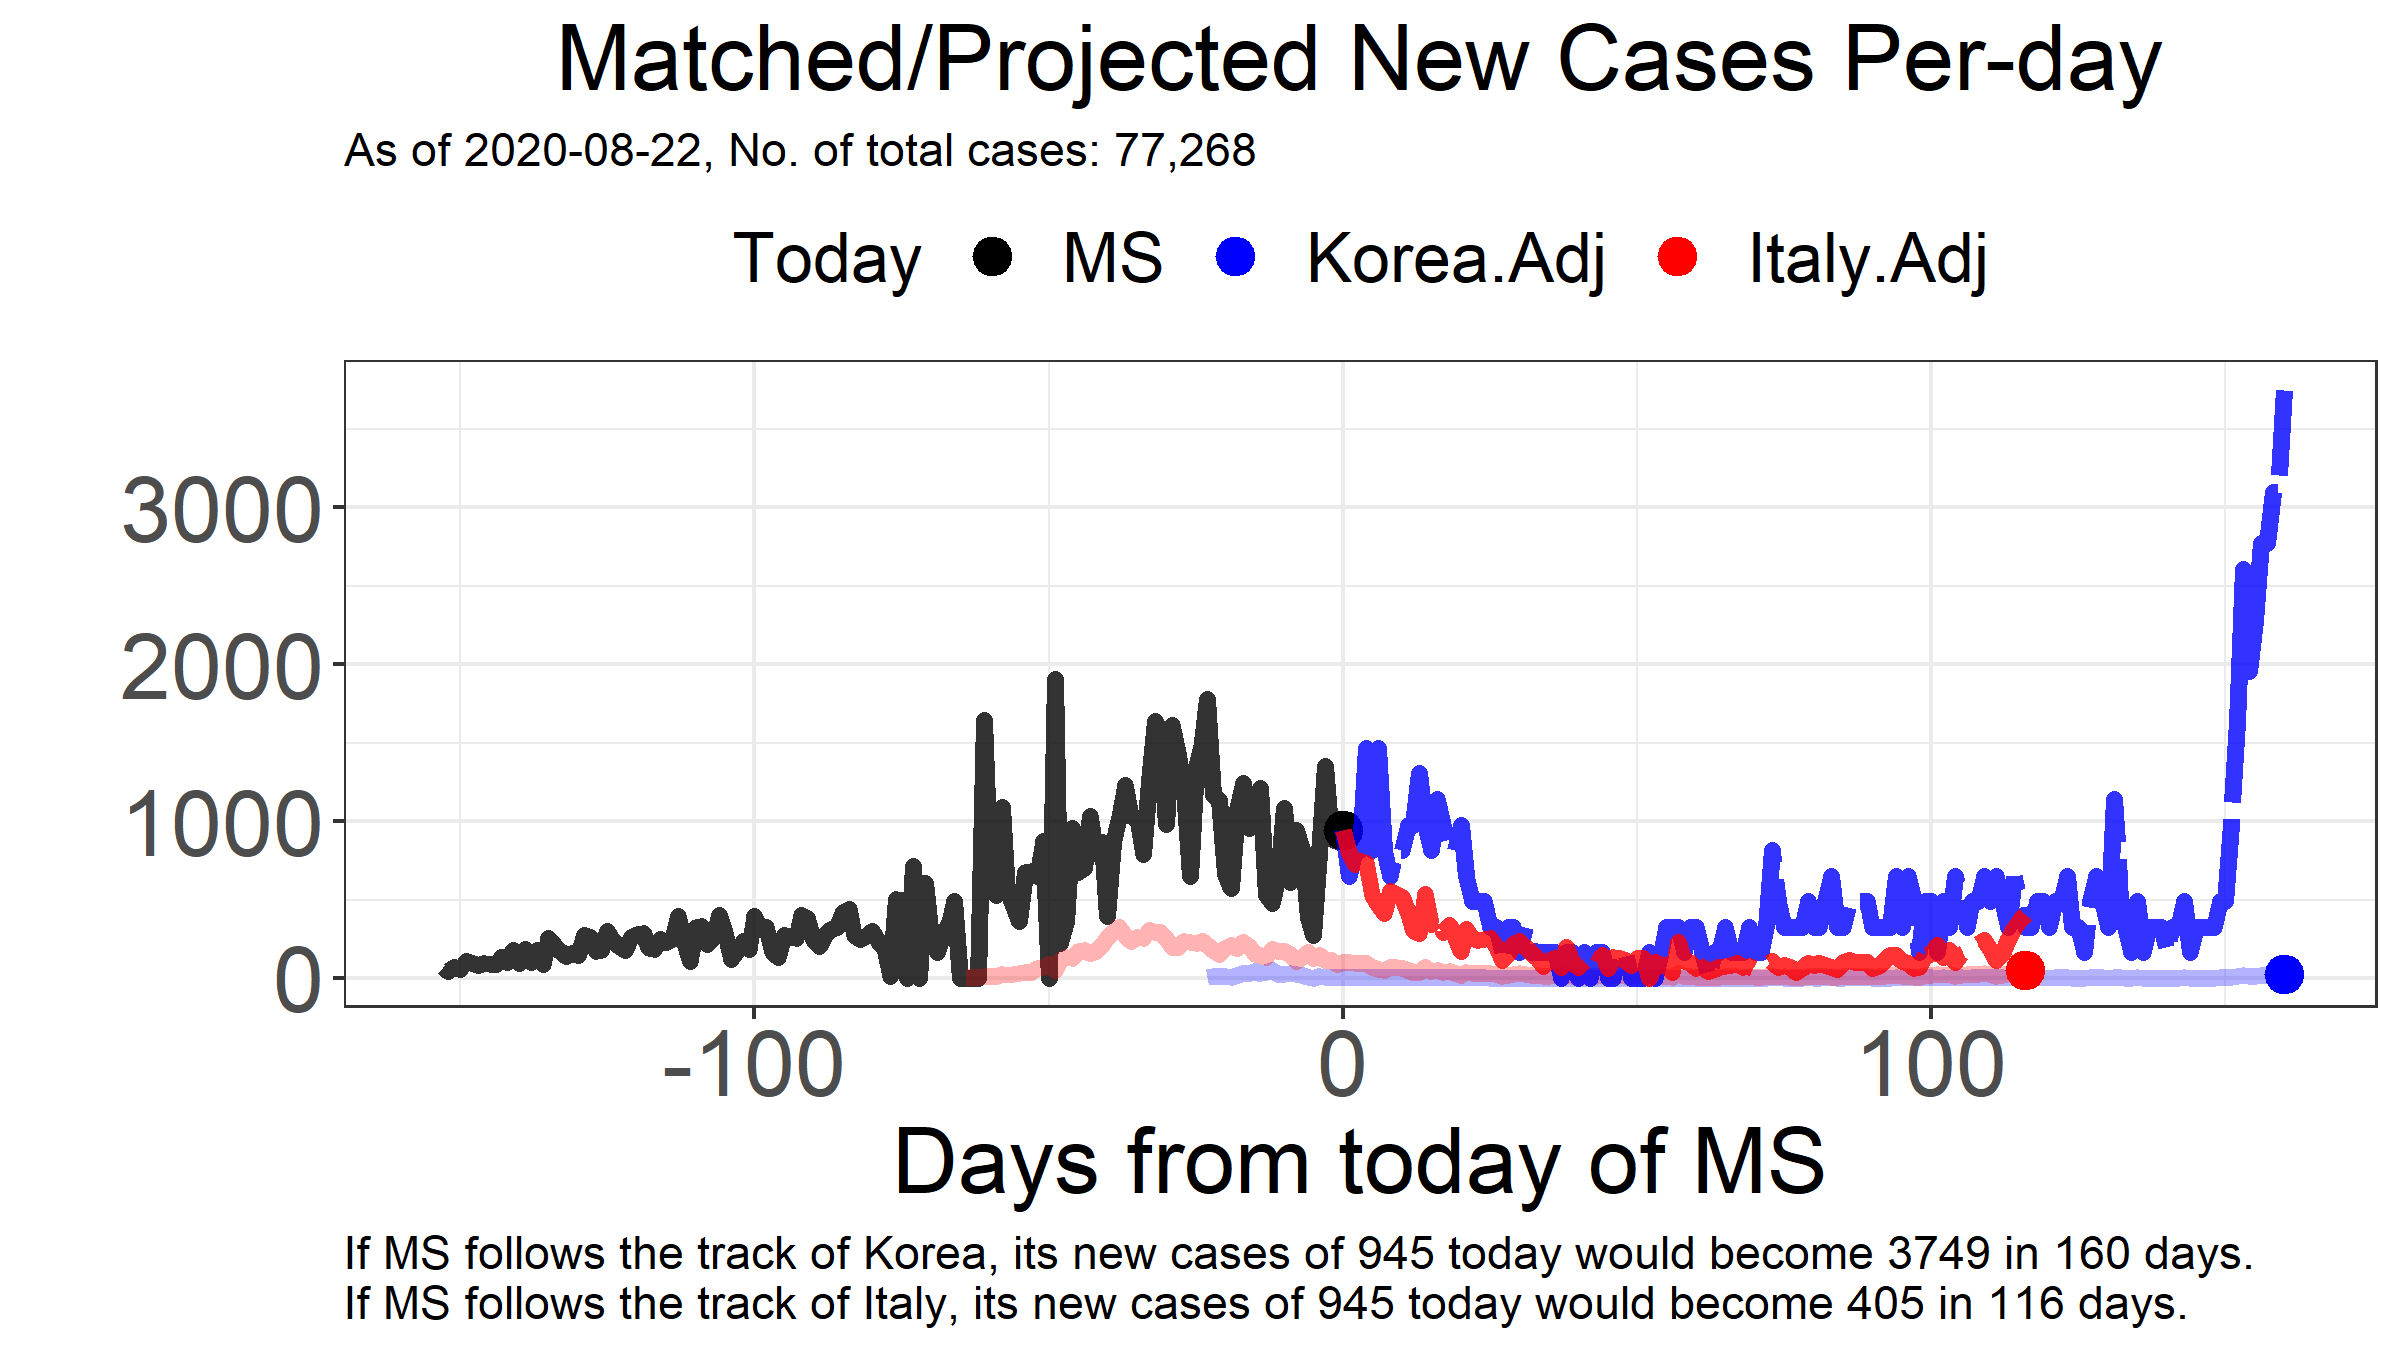 Matched/Projected New Cases Per-day
As of 2020-08-22, No. of total cases: 77,268
Today MS Korea.Adj Italy.Adj
3000
2000
1000
0
-100 0 100
Days from today of MS
If MS follows the track of Korea, its new cases of 945 today would become 3749 in 160 days.
If MS follows the track of Italy, its new cases of 945 today would become 405 in 116 days.